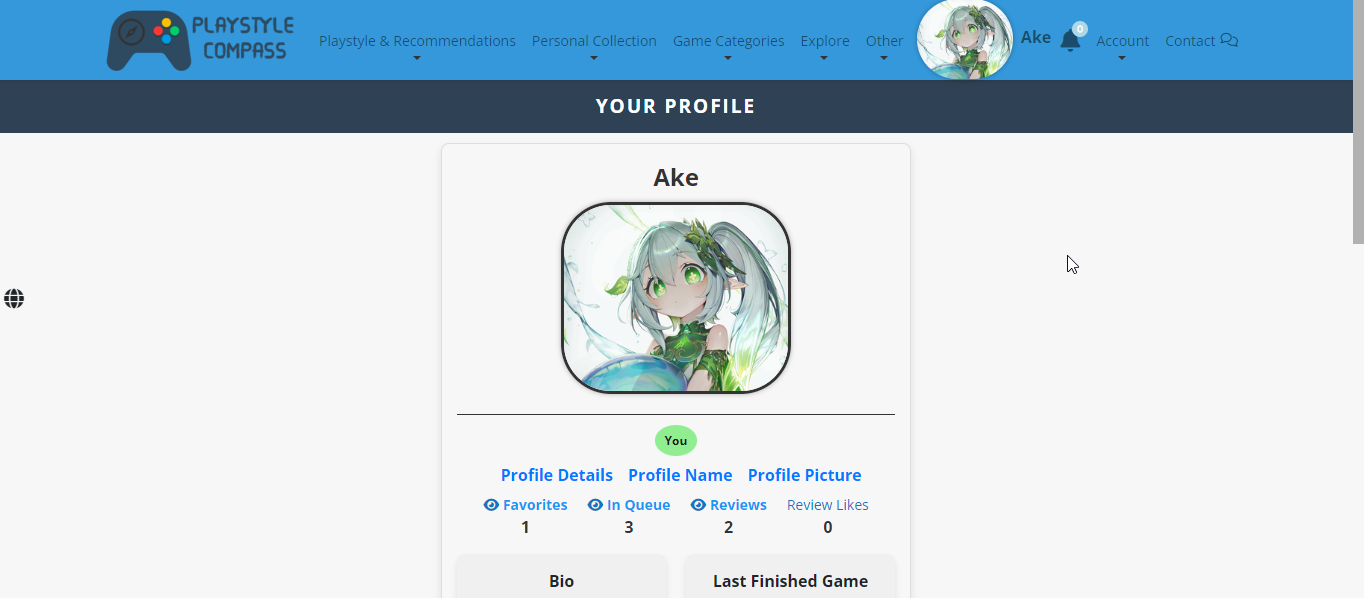 PLAYSTYLE
COMPASS
Playstyle & Recommendations Personal Collection Game Categories Explore Other Ake 0 Account Contact
YOUR PROFILE
Ake
You
Profile Details Profile Name Profile Picture
Favorites In Queue Reviews Review Likes
1 3 2 0
Bio Last Finished Game